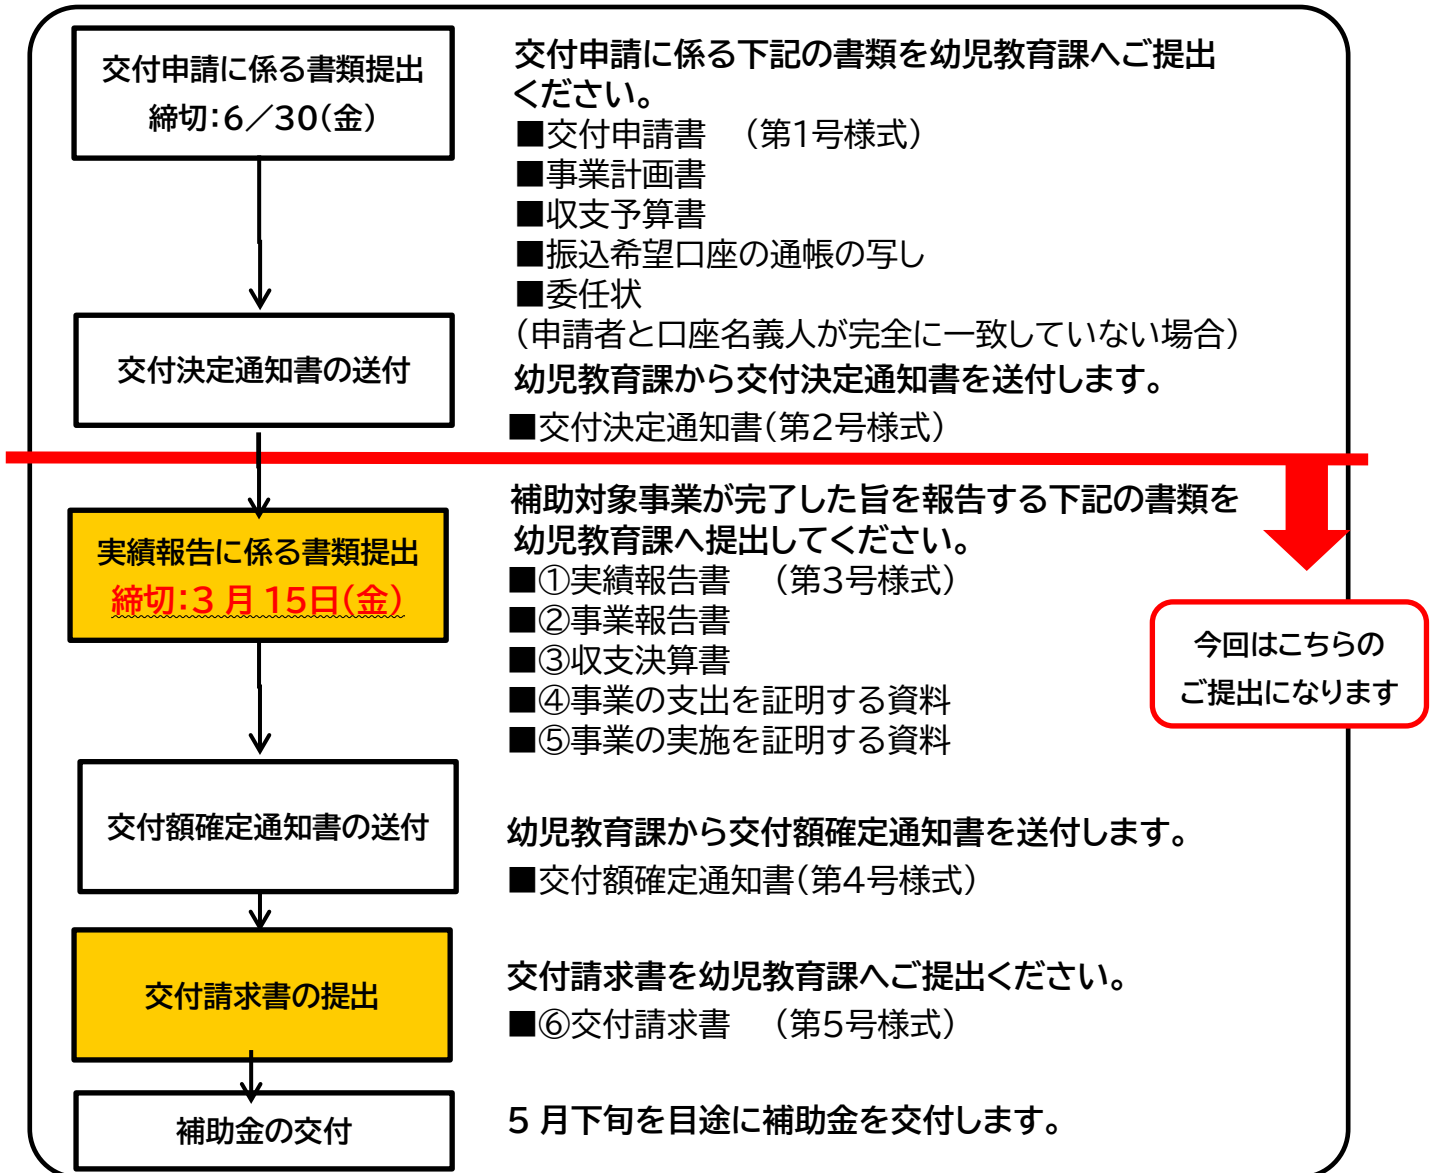 交付申請に係る書類提出
締切：6／30（金）
交付申請に係る下記の書類を幼児教育課へご提出
ください。
■交付申請書　（第1号様式）
■事業計画書
■収支予算書
■振込希望口座の通帳の写し
■委任状
（申請者と口座名義人が完全に一致していない場合）
交付決定通知書の送付
幼児教育課から交付決定通知書を送付します。
■交付決定通知書（第2号様式）
実績報告に係る書類提出
締切：3 月 15日（金）
補助対象事業が完了した旨を報告する下記の書類を
幼児教育課へ提出してください。
■①実績報告書　（第3号様式）
■②事業報告書
■③収支決算書
■④事業の支出を証明する資料
■⑤事業の実施を証明する資料
今回はこちらの
ご提出になります
交付額確定通知書の送付
幼児教育課から交付額確定通知書を送付します。
■交付額確定通知書（第4号様式）
交付請求書の提出
交付請求書を幼児教育課へご提出ください。
■⑥交付請求書　（第5号様式）
補助金の交付
5 月下旬を目途に補助金を交付します。